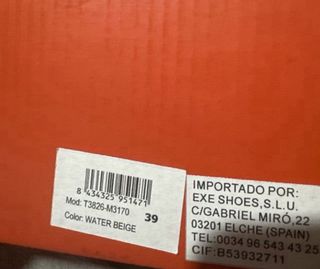 8 434325 951471
Mod: T3826-M3170
39
Color: WATER BEIGE
IMPORTADO POR:
EXE SHOES,S.L.U.
C/GABRIEL MIRÓ,22
03201 ELCHE (SPAIN)
TEL:0034 96 543 43 25
CIF:B53932711